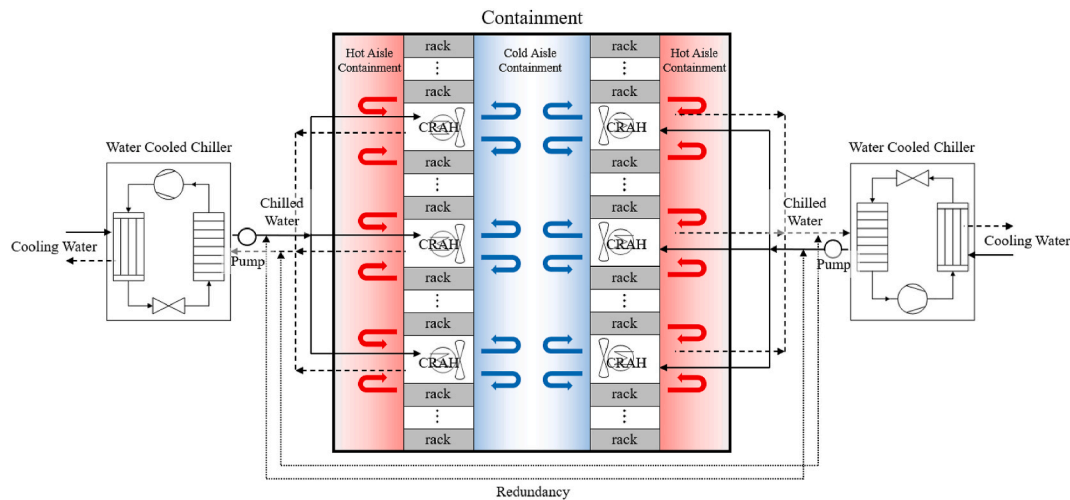 Containment
Hot Aisle
Containment
rack
⋮
rack
CRAH
rack
⋮
rack
CRAH
rack
⋮
rack
CRAH
rack
⋮
rack
Cold Aisle
Containment
rack
⋮
rack
CRAH
rack
⋮
rack
CRAH
rack
⋮
rack
CRAH
rack
⋮
rack
Hot Aisle
Containment
Water Cooled Chiller
Cooling Water
Chilled
Water
Pump
Water Cooled Chiller
Chilled
Water
Pump
Cooling Water
Redundancy